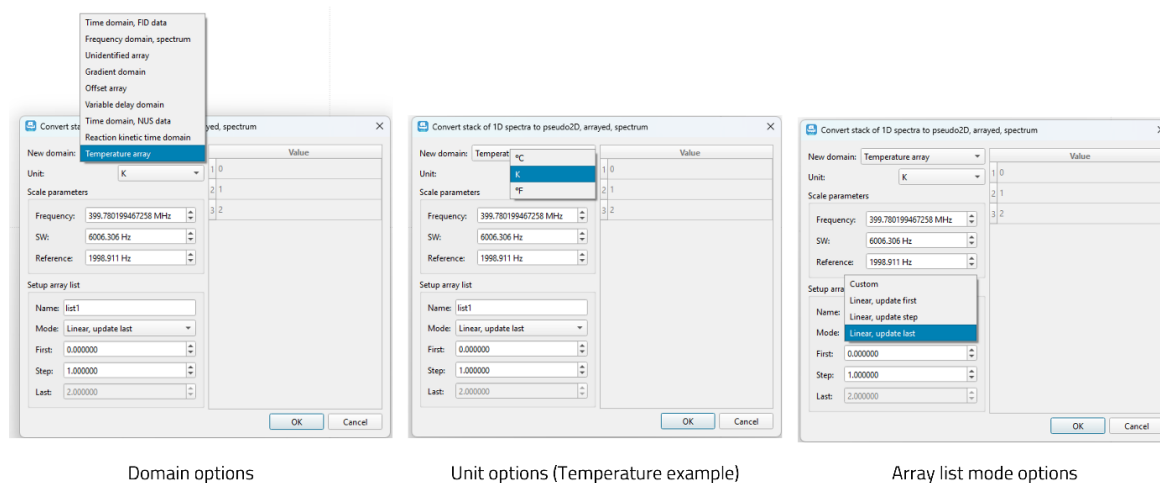 Time domain, FID data
Frequency domain, spectrum
Unidentified array
Gradient domain
Offset array
Variable delay domain
Time domain, NUS data
Reaction kinetic time domain
Temperature array
Convert sta
yed, spectrum
New domain:
Unit:
K
Scale parameters
Frequency: 399.780199467258 MHz
SW: 6006.306 Hz
Reference: 1998.911 Hz
Setup array list
Name: list1
Mode: Linear, update last
First: 0.000000
Step: 1.000000
Last: 2.000000
Value
1 0
2 1
3 2
OK
Cancel
Domain options
Convert stack of 1D spectra to pseudo2D, arrayed, spectrum
New domain: Temperat
°C
K
°F
Unit:
Scale parameters
Frequency: 399.780199467258 MHz
SW: 6006.306 Hz
Reference: 1998.911 Hz
Setup array list
Name: list1
Mode: Linear, update last
First: 0.000000
Step: 1.000000
Last: 2.000000
Value
1 0
2 1
3 2
OK
Cancel
Unit options (Temperature example)
Convert stack of 1D spectra to pseudo2D, arrayed, spectrum
New domain: Temperature array
Unit: K
Scale parameters
Frequency: 399.780199467258 MHz
SW: 6006.306 Hz
Reference: 1998.911 Hz
Setup arra
Custom
Linear, update first
Linear, update step
Linear, update last
Name:
Mode:
First: 0.000000
Step: 1.000000
Last: 2.000000
Value
1 0
2 1
3 2
OK
Cancel
Array list mode options